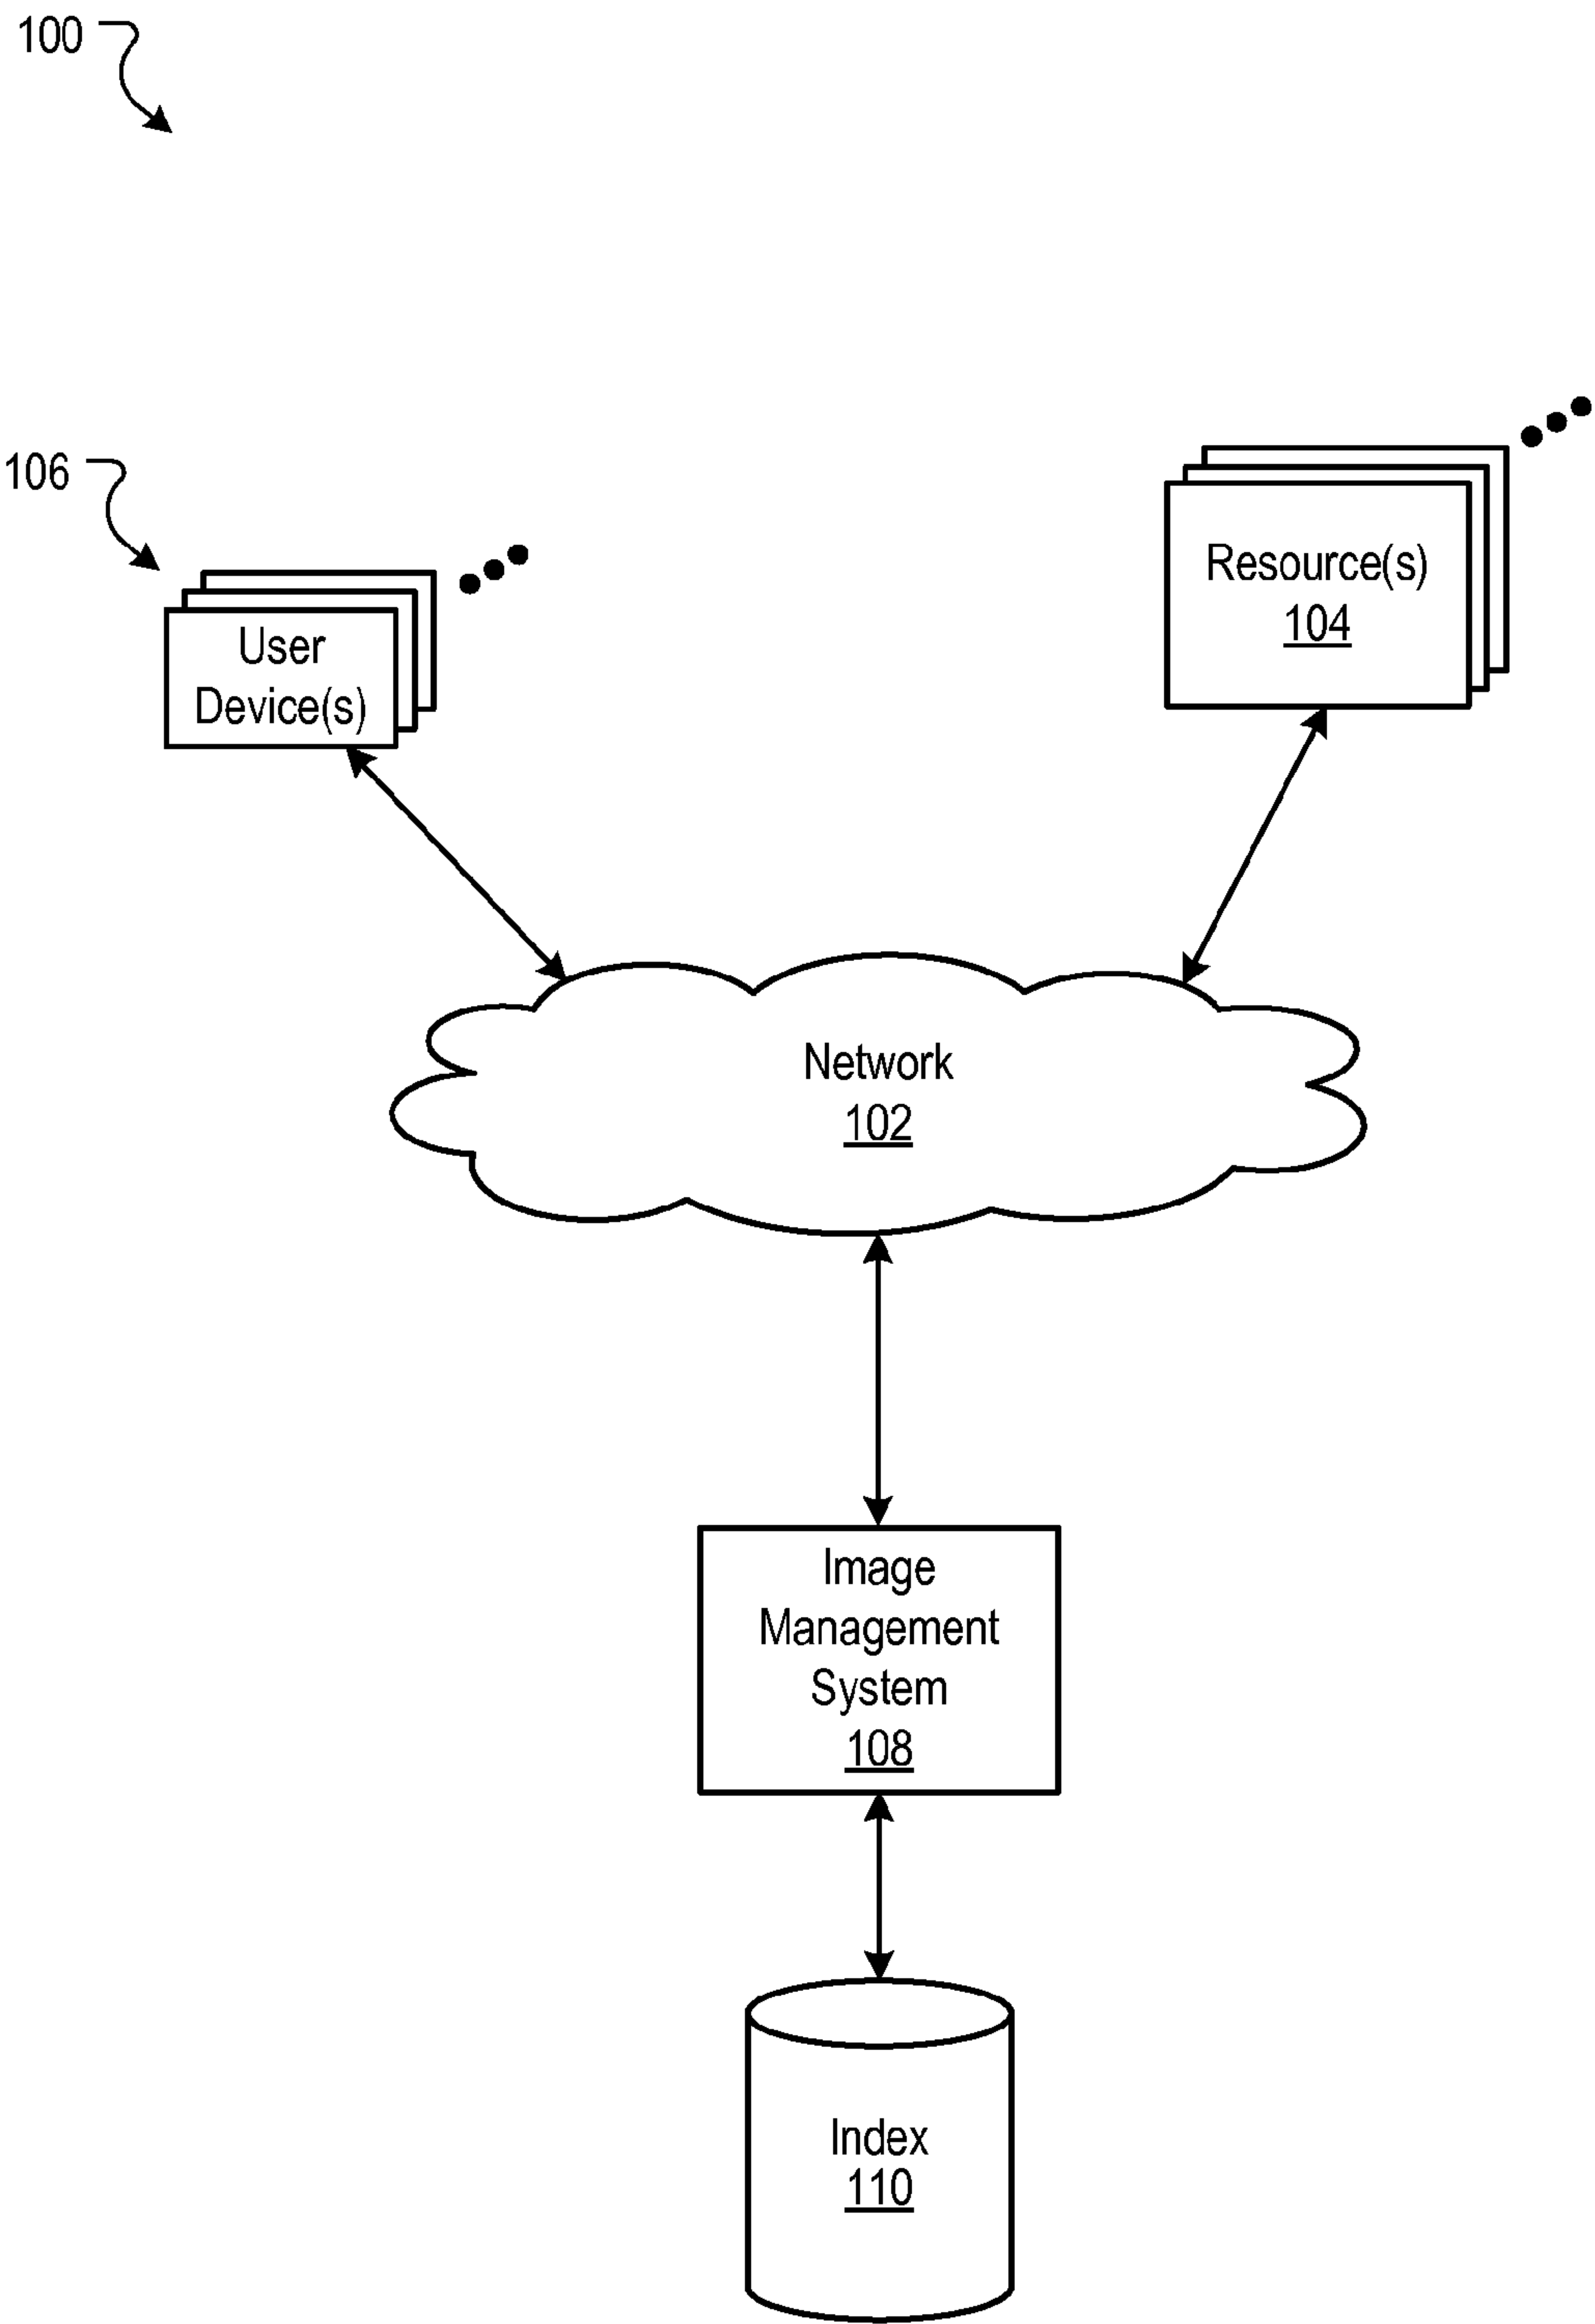 100
106
User
Device(s)
Resource(s)
104
Network
102
Image
Management
System
108
Index
110